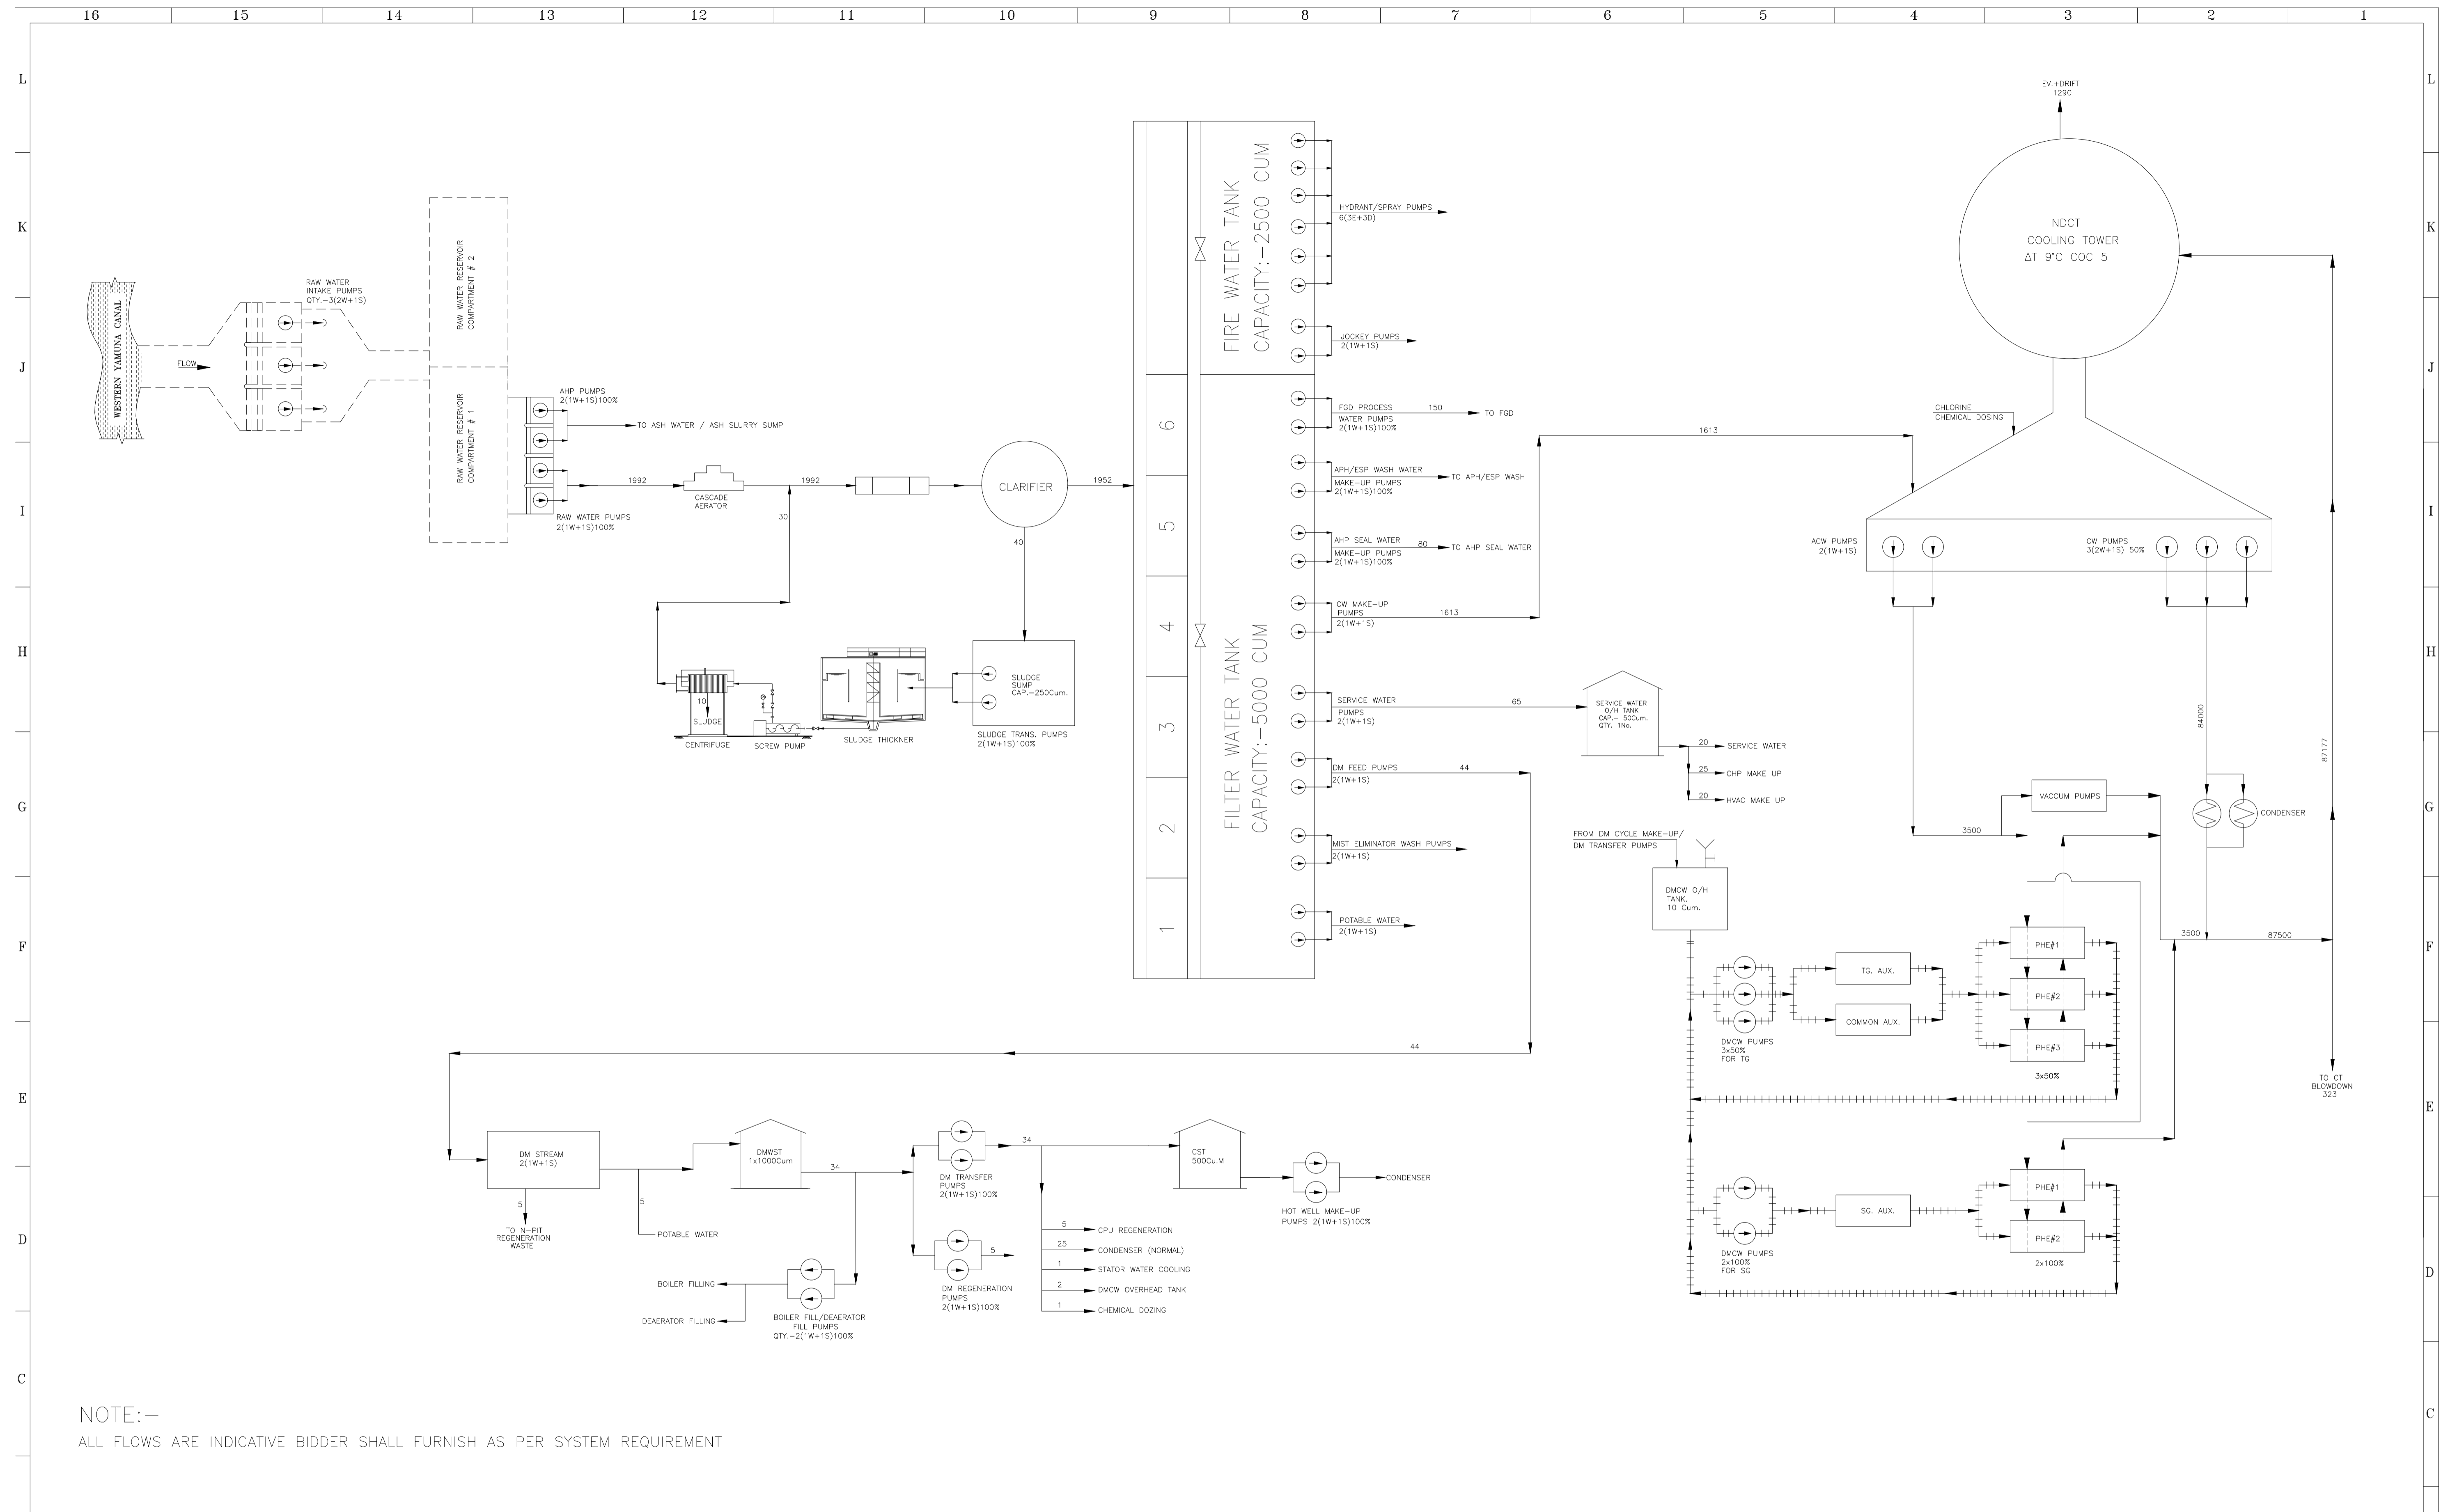 16 15 14 13 12 11 10 9 8 7 6 5 4 3 2 1
L
K
J
I
H
G
F
E
D
C
L
K
J
I
H
G
F
E
D
C
WESTERN YAMUNA CANAL
FLOW
RAW WATER
INTAKE PUMPS
QTY.-3(2W+1S)
RAW WATER RESERVOIR
COMPARTMENT # 2
RAW WATER RESERVOIR
COMPARTMENT # 1
AHP PUMPS
2(1W+1S)100%
TO ASH WATER / ASH SLURRY SUMP
RAW WATER PUMPS
2(1W+1S)100%
1992
CASCADE
AERATOR
1992
30
CLARIFIER
1952
40
SLUDGE
SUMP
CAP.-250Cum.
SLUDGE TRANS. PUMPS
2(1W+1S)100%
SLUDGE THICKNER
SCREW PUMP
10
SLUDGE
CENTRIFUGE
6
5
4
3
2
1
FIRE WATER TANK
CAPACITY:-2500 CUM
FILTER WATER TANK
CAPACITY:-5000 CUM
HYDRANT/SPRAY PUMPS
6(3E+3D)
JOCKEY PUMPS
2(1W+1S)
FGD PROCESS 150
WATER PUMPS
2(1W+1S)100%
TO FGD
APH/ESP WASH WATER
MAKE-UP PUMPS
2(1W+1S)100%
TO APH/ESP WASH
AHP SEAL WATER 80
MAKE-UP PUMPS
2(1W+1S)100%
TO AHP SEAL WATER
CW MAKE-UP
PUMPS
2(1W+1S)
1613
1613
SERVICE WATER 65
PUMPS
2(1W+1S)
SERVICE WATER
O/H TANK
CAP.- 50Cum.
QTY. 1No.
20 SERVICE WATER
25 CHP MAKE UP
20 HVAC MAKE UP
DM FEED PUMPS 44
2(1W+1S)
MIST ELIMINATOR WASH PUMPS
2(1W+1S)
POTABLE WATER
2(1W+1S)
44
EV.+DRIFT
1290
NDCT
COOLING TOWER
ΔT 9°C COC 5
CHLORINE
CHEMICAL DOSING
ACW PUMPS
2(1W+1S)
CW PUMPS
3(2W+1S) 50%
84000
87177
VACCUM PUMPS
CONDENSER
3500
3500
87500
TO CT
BLOWDOWN
323
FROM DM CYCLE MAKE-UP/
DM TRANSFER PUMPS
DMCW O/H
TANK.
10 Cum.
DMCW PUMPS
3x50%
FOR TG
TG. AUX.
COMMON AUX.
PHE#1
PHE#2
PHE#3
3x50%
DMCW PUMPS
2x100%
FOR SG
SG. AUX.
PHE#1
PHE#2
2x100%
DM STREAM
2(1W+1S)
5
TO N-PIT
REGENERATION
WASTE
5
POTABLE WATER
DMWST
1x1000Cum
34
BOILER FILLING
DEAERATOR FILLING
BOILER FILL/DEAERATOR
FILL PUMPS
QTY.-2(1W+1S)100%
DM TRANSFER
PUMPS
2(1W+1S)100%
34
5
DM REGENERATION
PUMPS
2(1W+1S)100%
5 CPU REGENERATION
25 CONDENSER (NORMAL)
1 STATOR WATER COOLING
2 DMCW OVERHEAD TANK
1 CHEMICAL DOZING
CST
500Cu.M
HOT WELL MAKE-UP
PUMPS 2(1W+1S)100%
CONDENSER
NOTE:-
ALL FLOWS ARE INDICATIVE BIDDER SHALL FURNISH AS PER SYSTEM REQUIREMENT